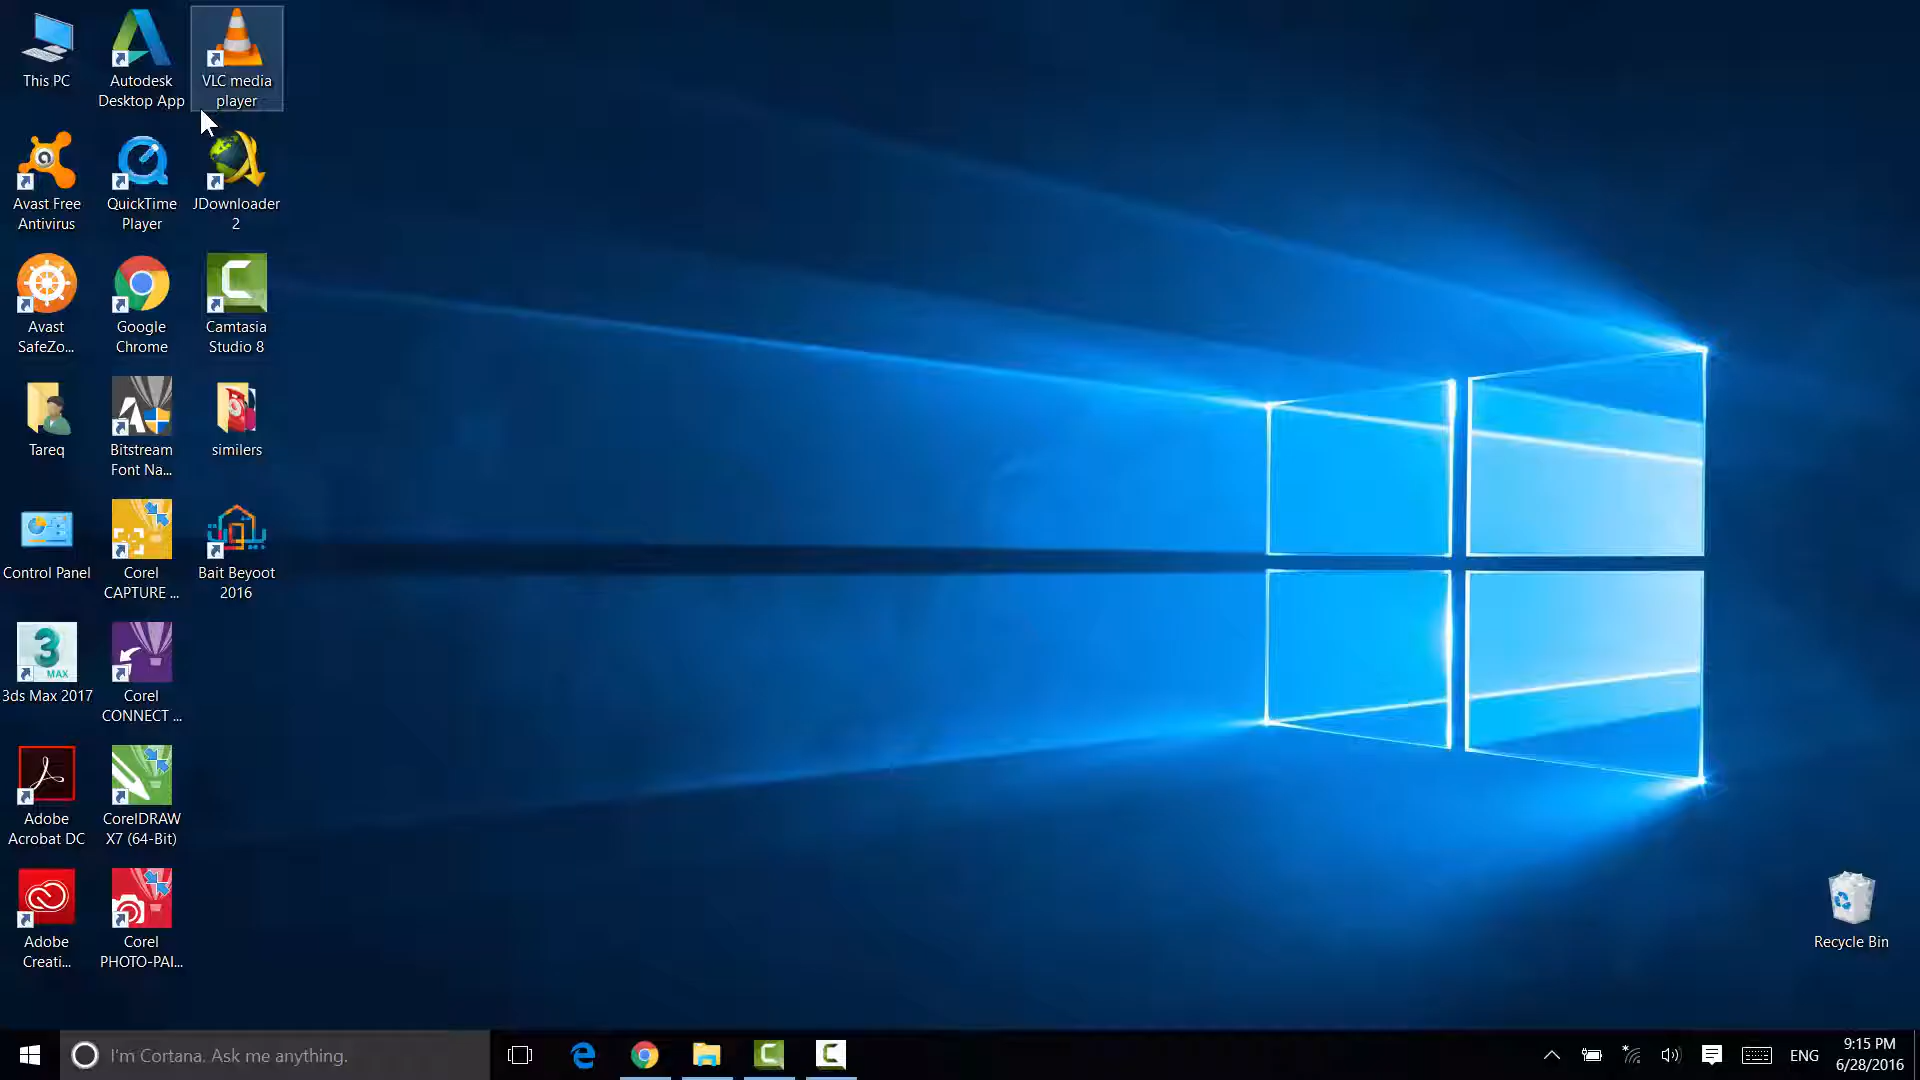 This PC
Autodesk
Desktop App
VLC media
player
Avast Free
Antivirus
QuickTime
Player
JDownloader
2
Avast
SafeZo...
Google
Chrome
Camtasia
Studio 8
Tareq
Bitstream
Font Na...
similers
Control Panel
Corel
CAPTURE ...
Bait Beyoot
2016
3
MAX
3ds Max 2017
Corel
CONNECT ...
Adobe
Acrobat DC
CorelDRAW
X7 (64-Bit)
Adobe
Creati...
Corel
PHOTO-PAI...
Recycle Bin
I'm Cortana. Ask me anything.
ENG
9:15 PM
6/28/2016